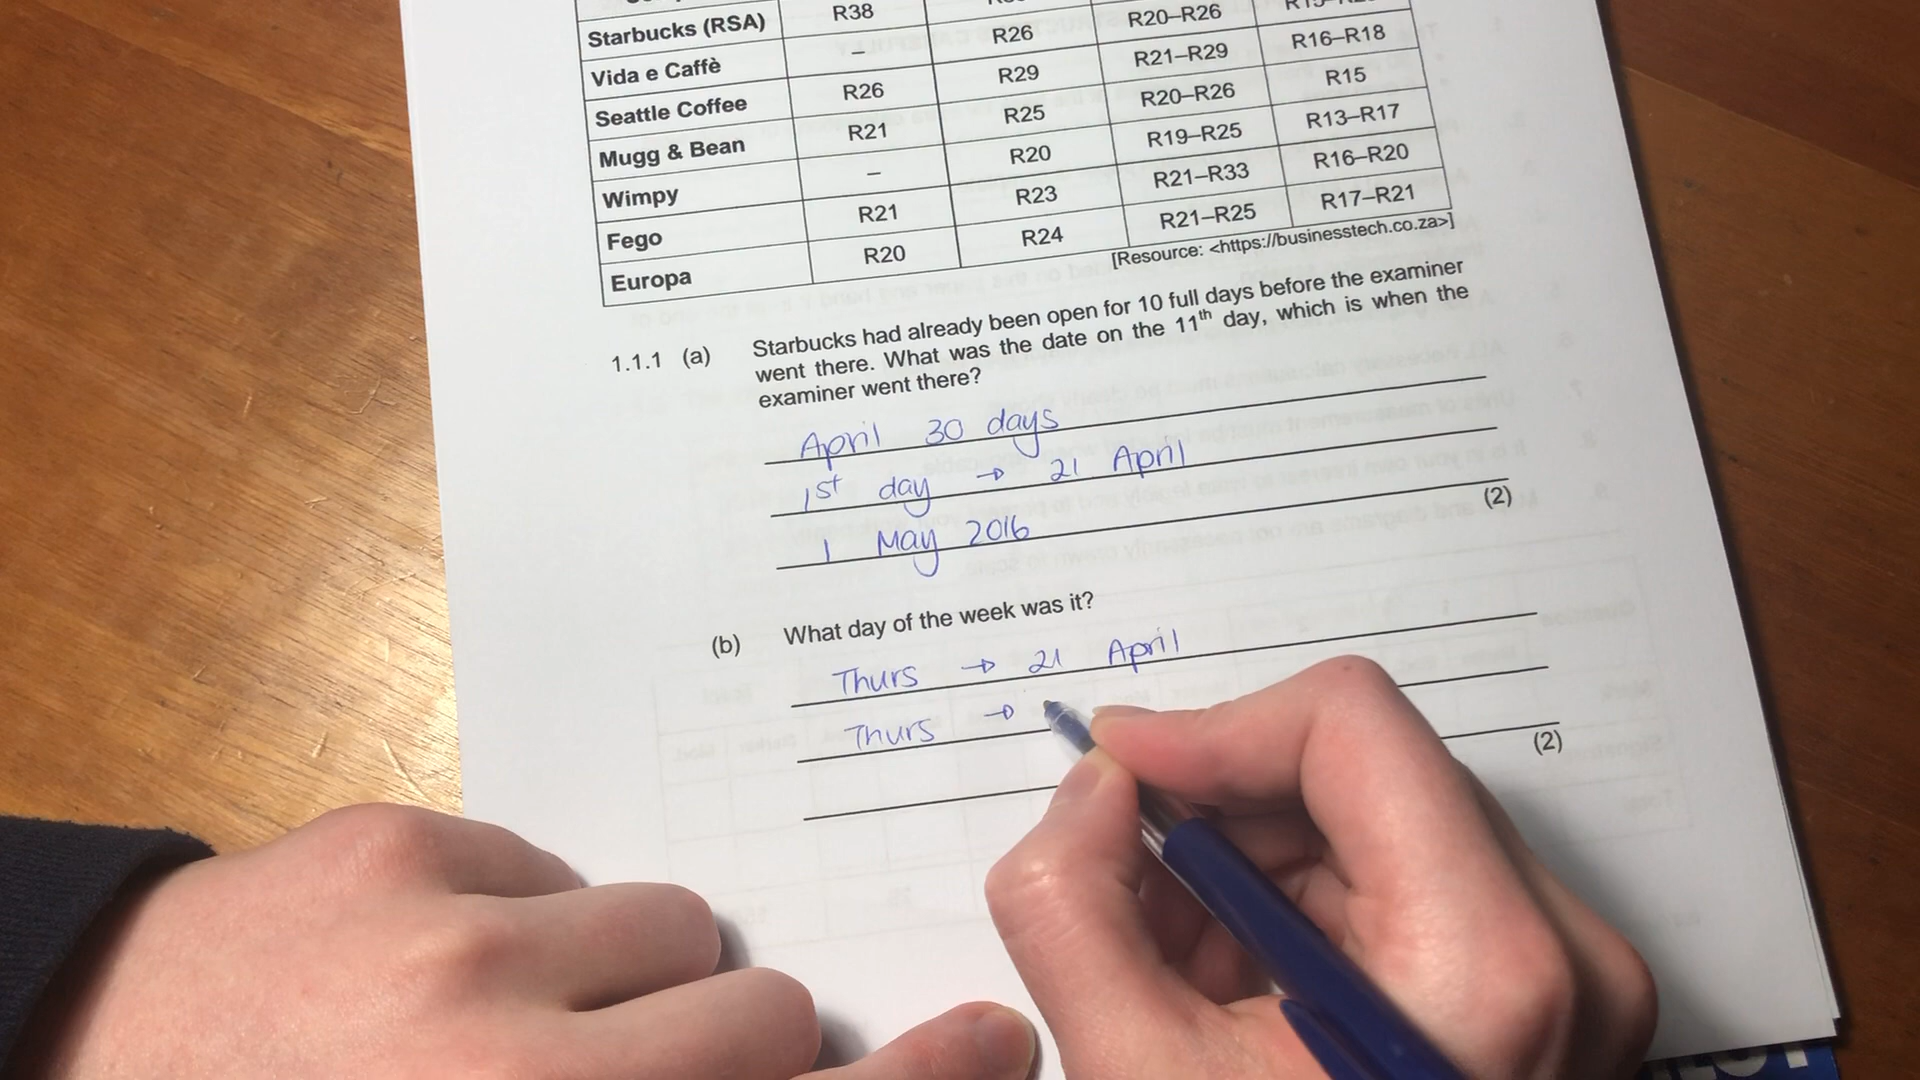 Starbucks (RSA) R38 R20–R26
Vida e Caffè – R26 R21–R29 R16–R18
Seattle Coffee R26 R29 R20–R26 R15
Mugg & Bean R21 R25 R19–R25 R13–R17
Wimpy – R20 R21–R33 R16–R20
Fego R21 R23 R21–R25 R17–R21
Europa R20 R24
[Resource: <https://businesstech.co.za>]
1.1.1 (a) Starbucks had already been open for 10 full days before the examiner
went there. What was the date on the 11th day, which is when the
examiner went there?
April 30 days
1st day → 21 April
1 May 2016
(2)
(b) What day of the week was it?
Thurs → 21 April
Thurs →
(2)